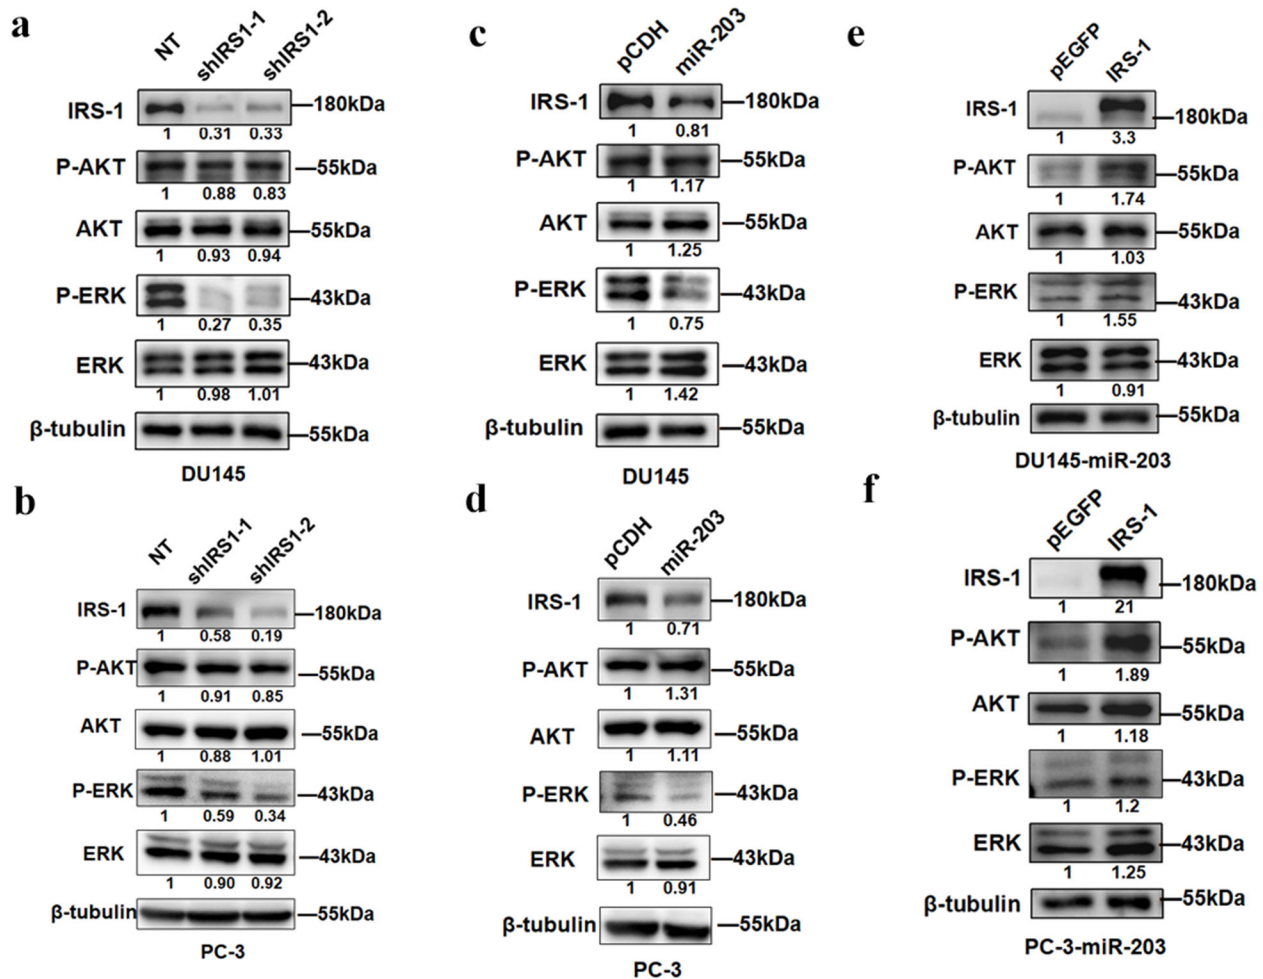 a
NT shIRS1-1 shIRS1-2
IRS-1 180kDa
1 0.31 0.33
P-AKT 55kDa
1 0.88 0.83
AKT 55kDa
1 0.93 0.94
P-ERK 43kDa
1 0.27 0.35
ERK 43kDa
1 0.98 1.01
β-tubulin 55kDa
DU145
b
NT shIRS1-1 shIRS1-2
IRS-1 180kDa
1 0.58 0.19
P-AKT 55kDa
1 0.91 0.85
AKT 55kDa
1 0.88 1.01
P-ERK 43kDa
1 0.59 0.34
ERK 43kDa
1 0.90 0.92
β-tubulin 55kDa
PC-3
c
pCDH miR-203
IRS-1 180kDa
1 0.81
P-AKT 55kDa
1 1.17
AKT 55kDa
1 1.25
P-ERK 43kDa
1 0.75
ERK 43kDa
1 1.42
β-tubulin 55kDa
DU145
d
pCDH miR-203
IRS-1 180kDa
1 0.71
P-AKT 55kDa
1 1.31
AKT 55kDa
1 1.11
P-ERK 43kDa
1 0.46
ERK 43kDa
1 0.91
β-tubulin 55kDa
PC-3
e
pEGFP IRS-1
IRS-1 180kDa
1 3.3
P-AKT 55kDa
1 1.74
AKT 55kDa
1 1.03
P-ERK 43kDa
1 1.55
ERK 43kDa
1 0.91
β-tubulin 55kDa
DU145-miR-203
f
pEGFP IRS-1
IRS-1 180kDa
1 21
P-AKT 55kDa
1 1.89
AKT 55kDa
1 1.18
P-ERK 43kDa
1 1.2
ERK 43kDa
1 1.25
β-tubulin 55kDa
PC-3-miR-203